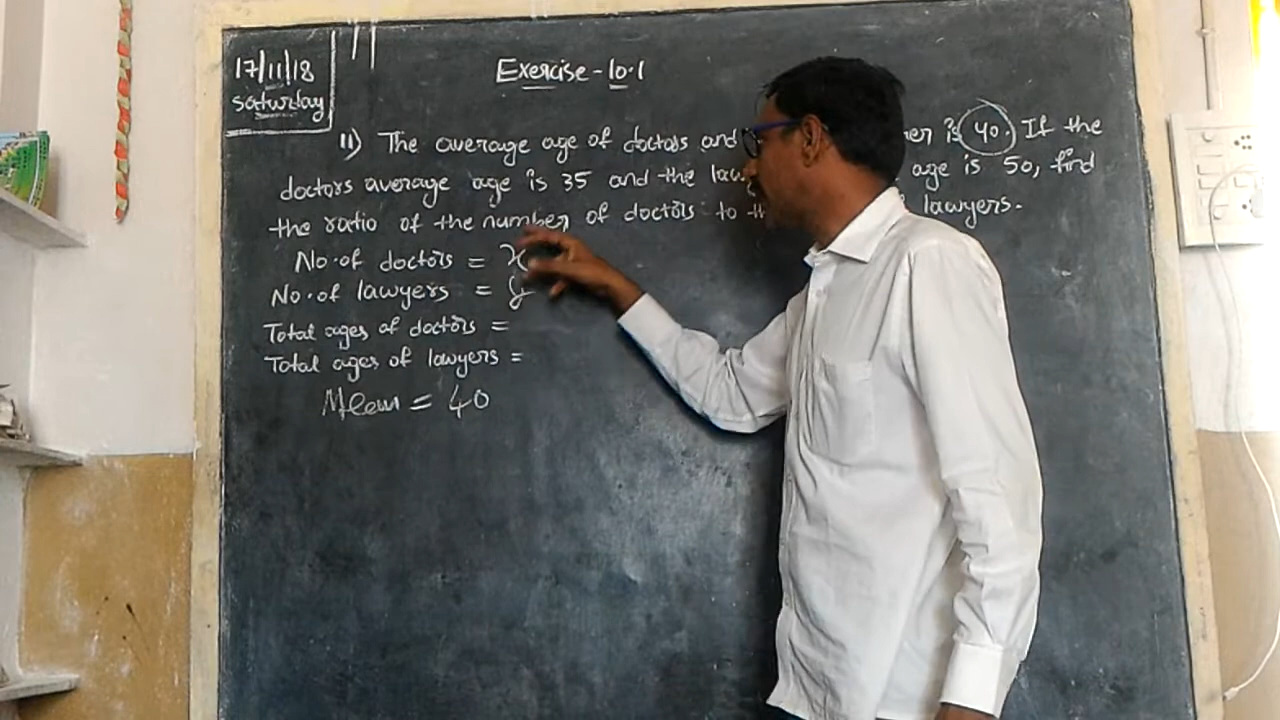 17/11/18
Saturday
Exercise - 10.1
11) The average age of doctors and er is 40. If the
doctors average age is 35 and the law age is 50, find
the ratio of the number of doctors to th lawyers.
No. of doctors = x
No. of lawyers = y
Total ages of doctors =
Total ages of lawyers =
Mean = 40